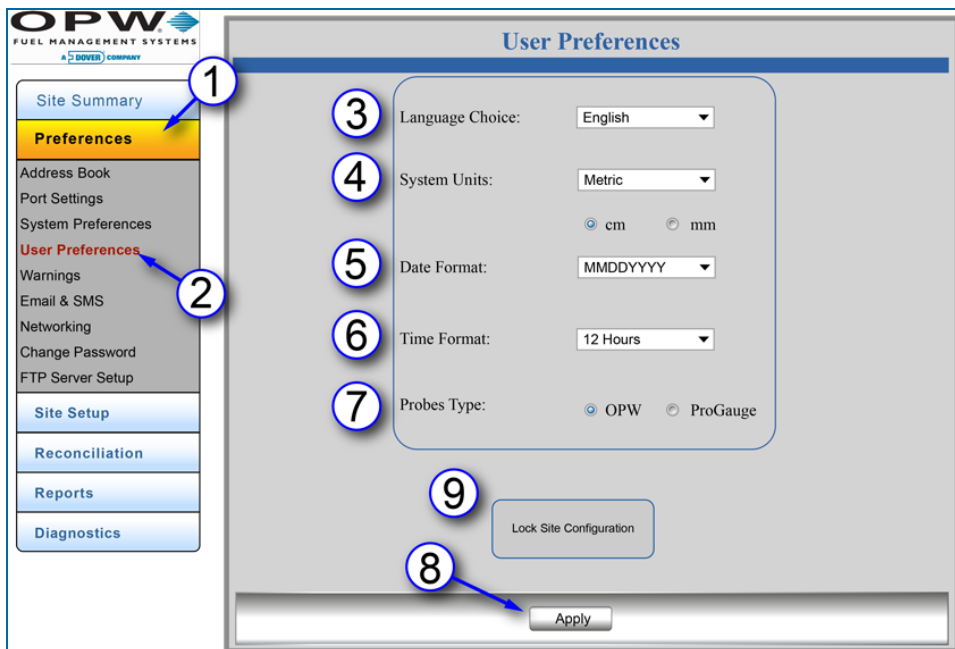 OPW
FUEL MANAGEMENT SYSTEMS
A DOVER COMPANY
Site Summary
1
Preferences
Address Book
Port Settings
System Preferences
User Preferences
2
Warnings
Email & SMS
Networking
Change Password
FTP Server Setup
Site Setup
Reconciliation
Reports
Diagnostics
User Preferences
3 Language Choice: English
4 System Units: Metric
cm mm
5 Date Format: MMDDYYYY
6 Time Format: 12 Hours
7 Probes Type: OPW ProGauge
9
Lock Site Configuration
8
Apply